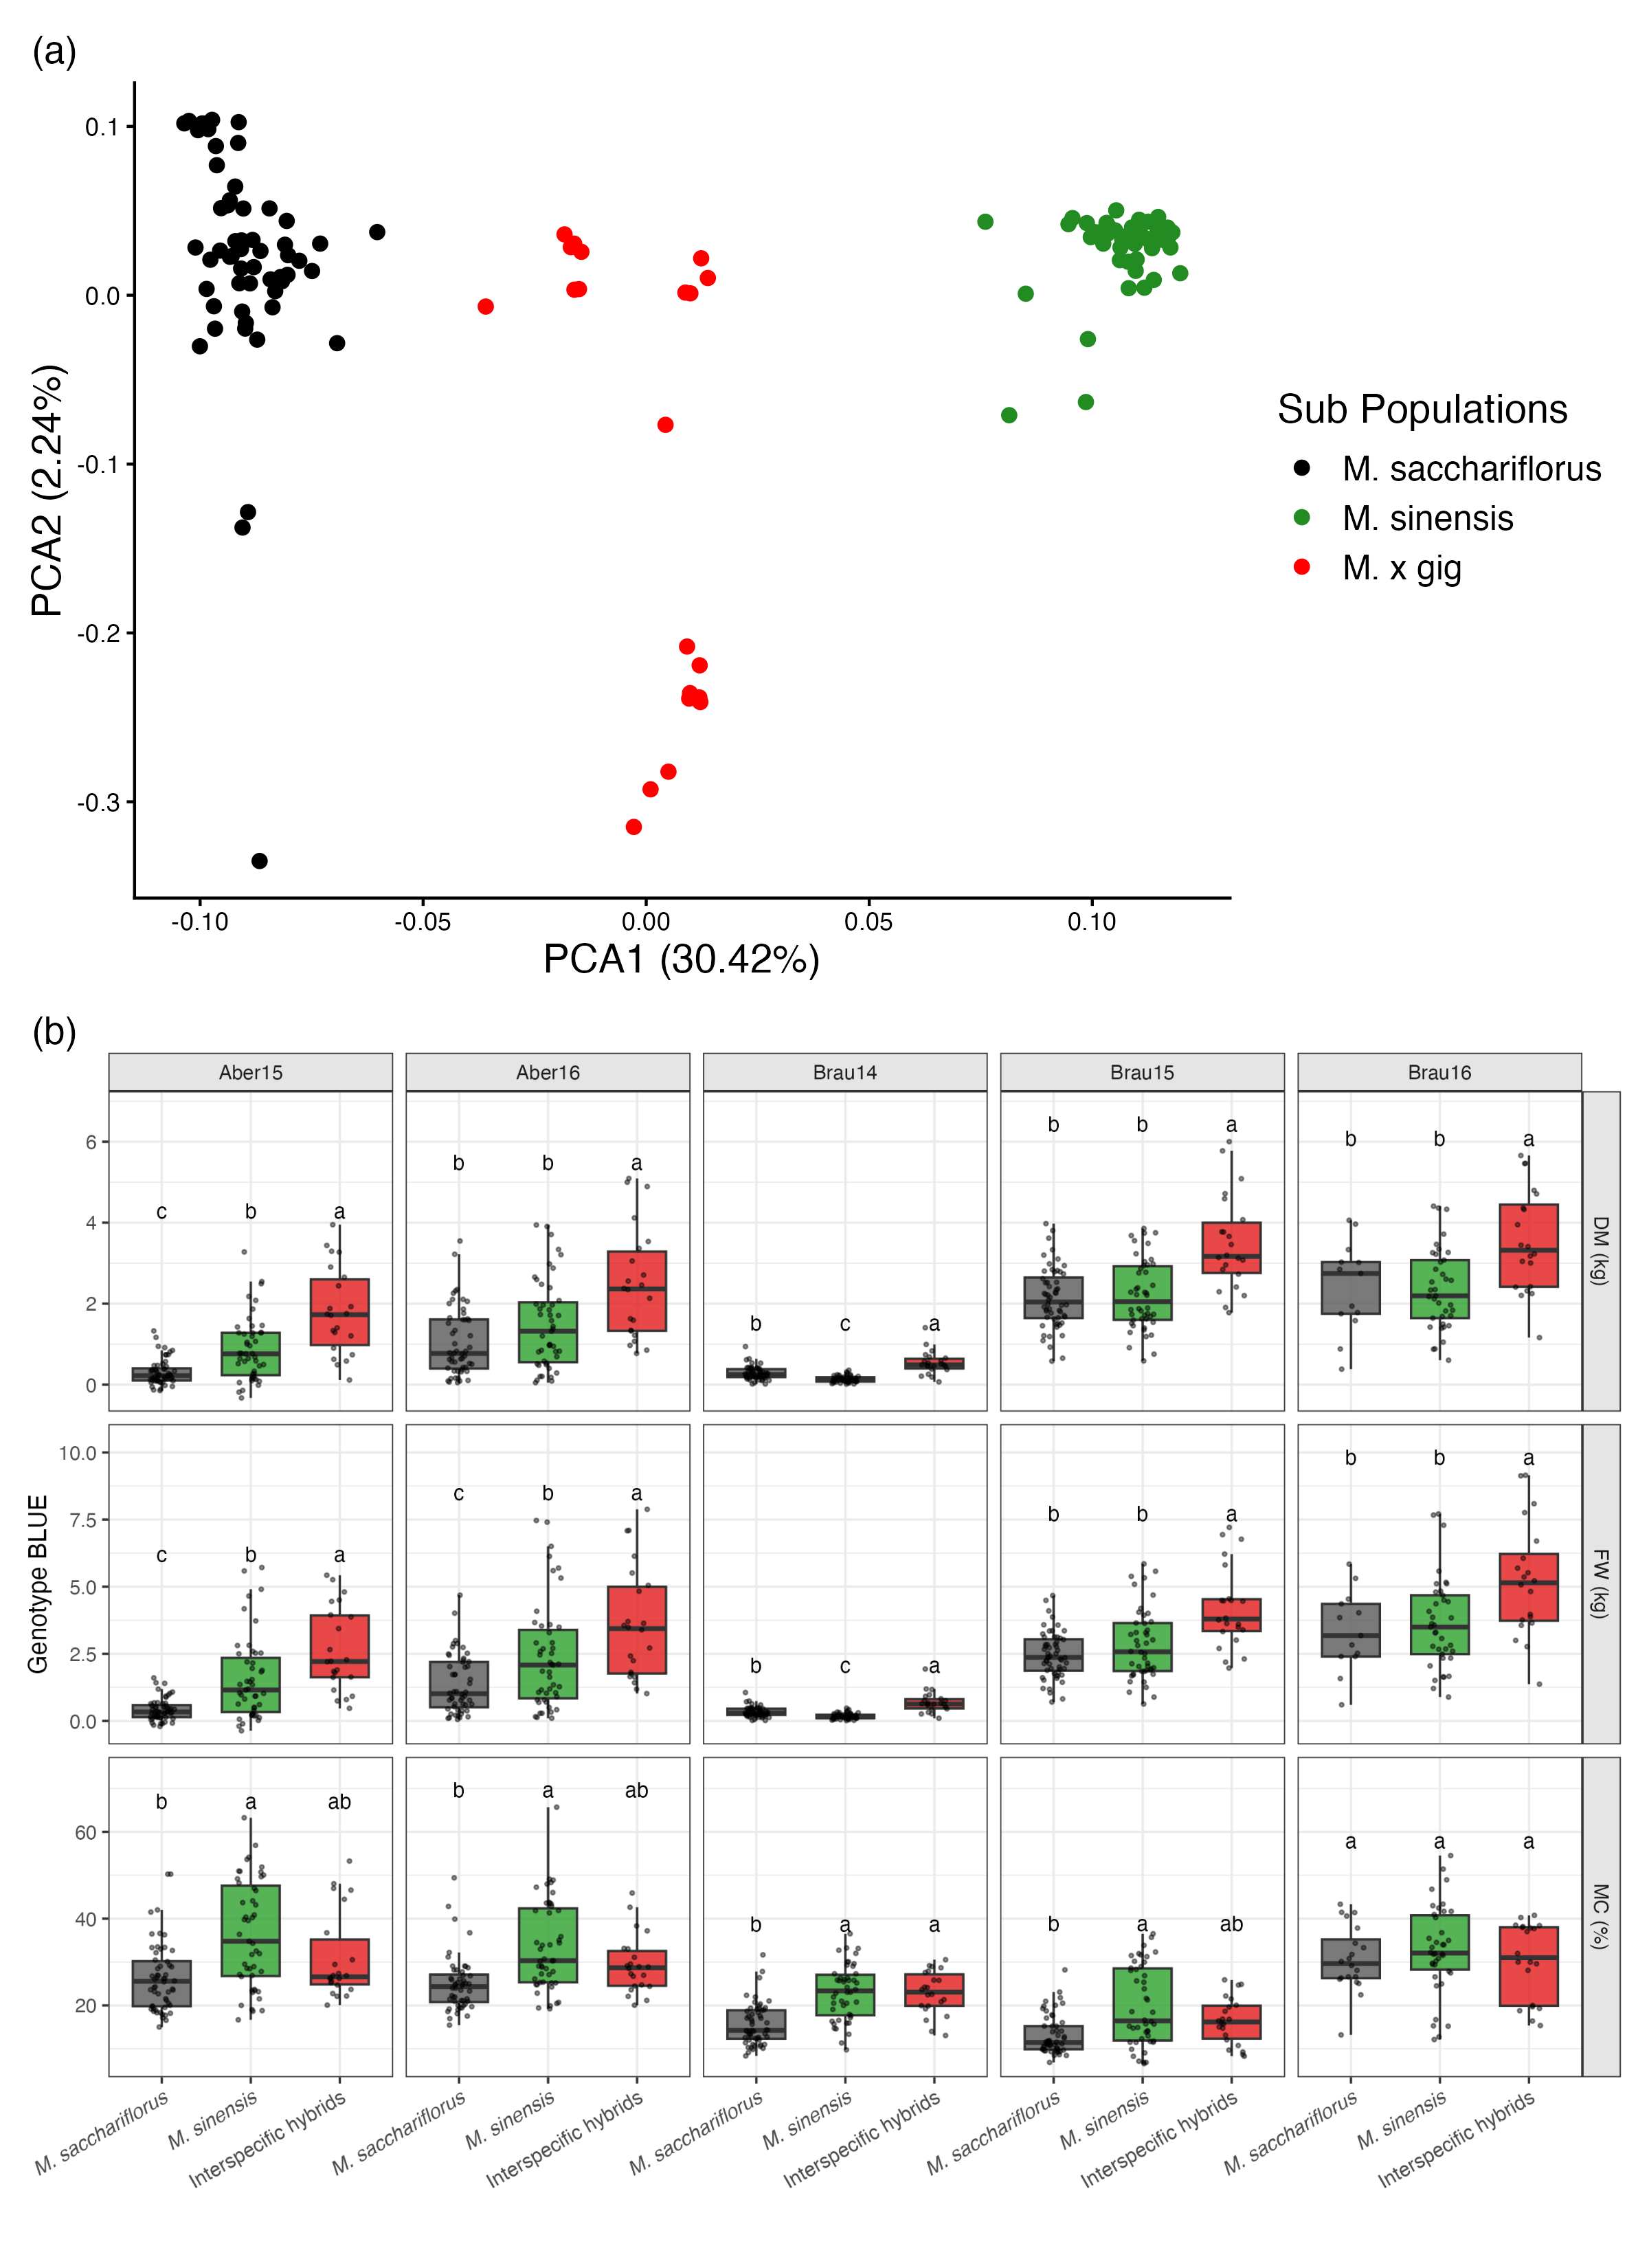 (a)
0.1
0.0
-0.1
-0.2
-0.3
PCA2 (2.24%)
-0.10 -0.05 0.00 0.05 0.10
PCA1 (30.42%)
Sub Populations
M. sacchariflorus
M. sinensis
M. x gig
(b)
Aber15 Aber16 Brau14 Brau15 Brau16
Genotype BLUE
6
4
2
0
c b a
b b a
b c a
b b a
b b a
DM (kg)
10.0
7.5
5.0
2.5
0.0
c b a
c b a
b c a
b b a
b b a
FW (kg)
60
40
20
b a ab
b a ab
b a a
b a ab
a a a
MC (%)
M. sacchariflorus M. sinensis Interspecific hybrids
M. sacchariflorus M. sinensis Interspecific hybrids
M. sacchariflorus M. sinensis Interspecific hybrids
M. sacchariflorus M. sinensis Interspecific hybrids
M. sacchariflorus M. sinensis Interspecific hybrids